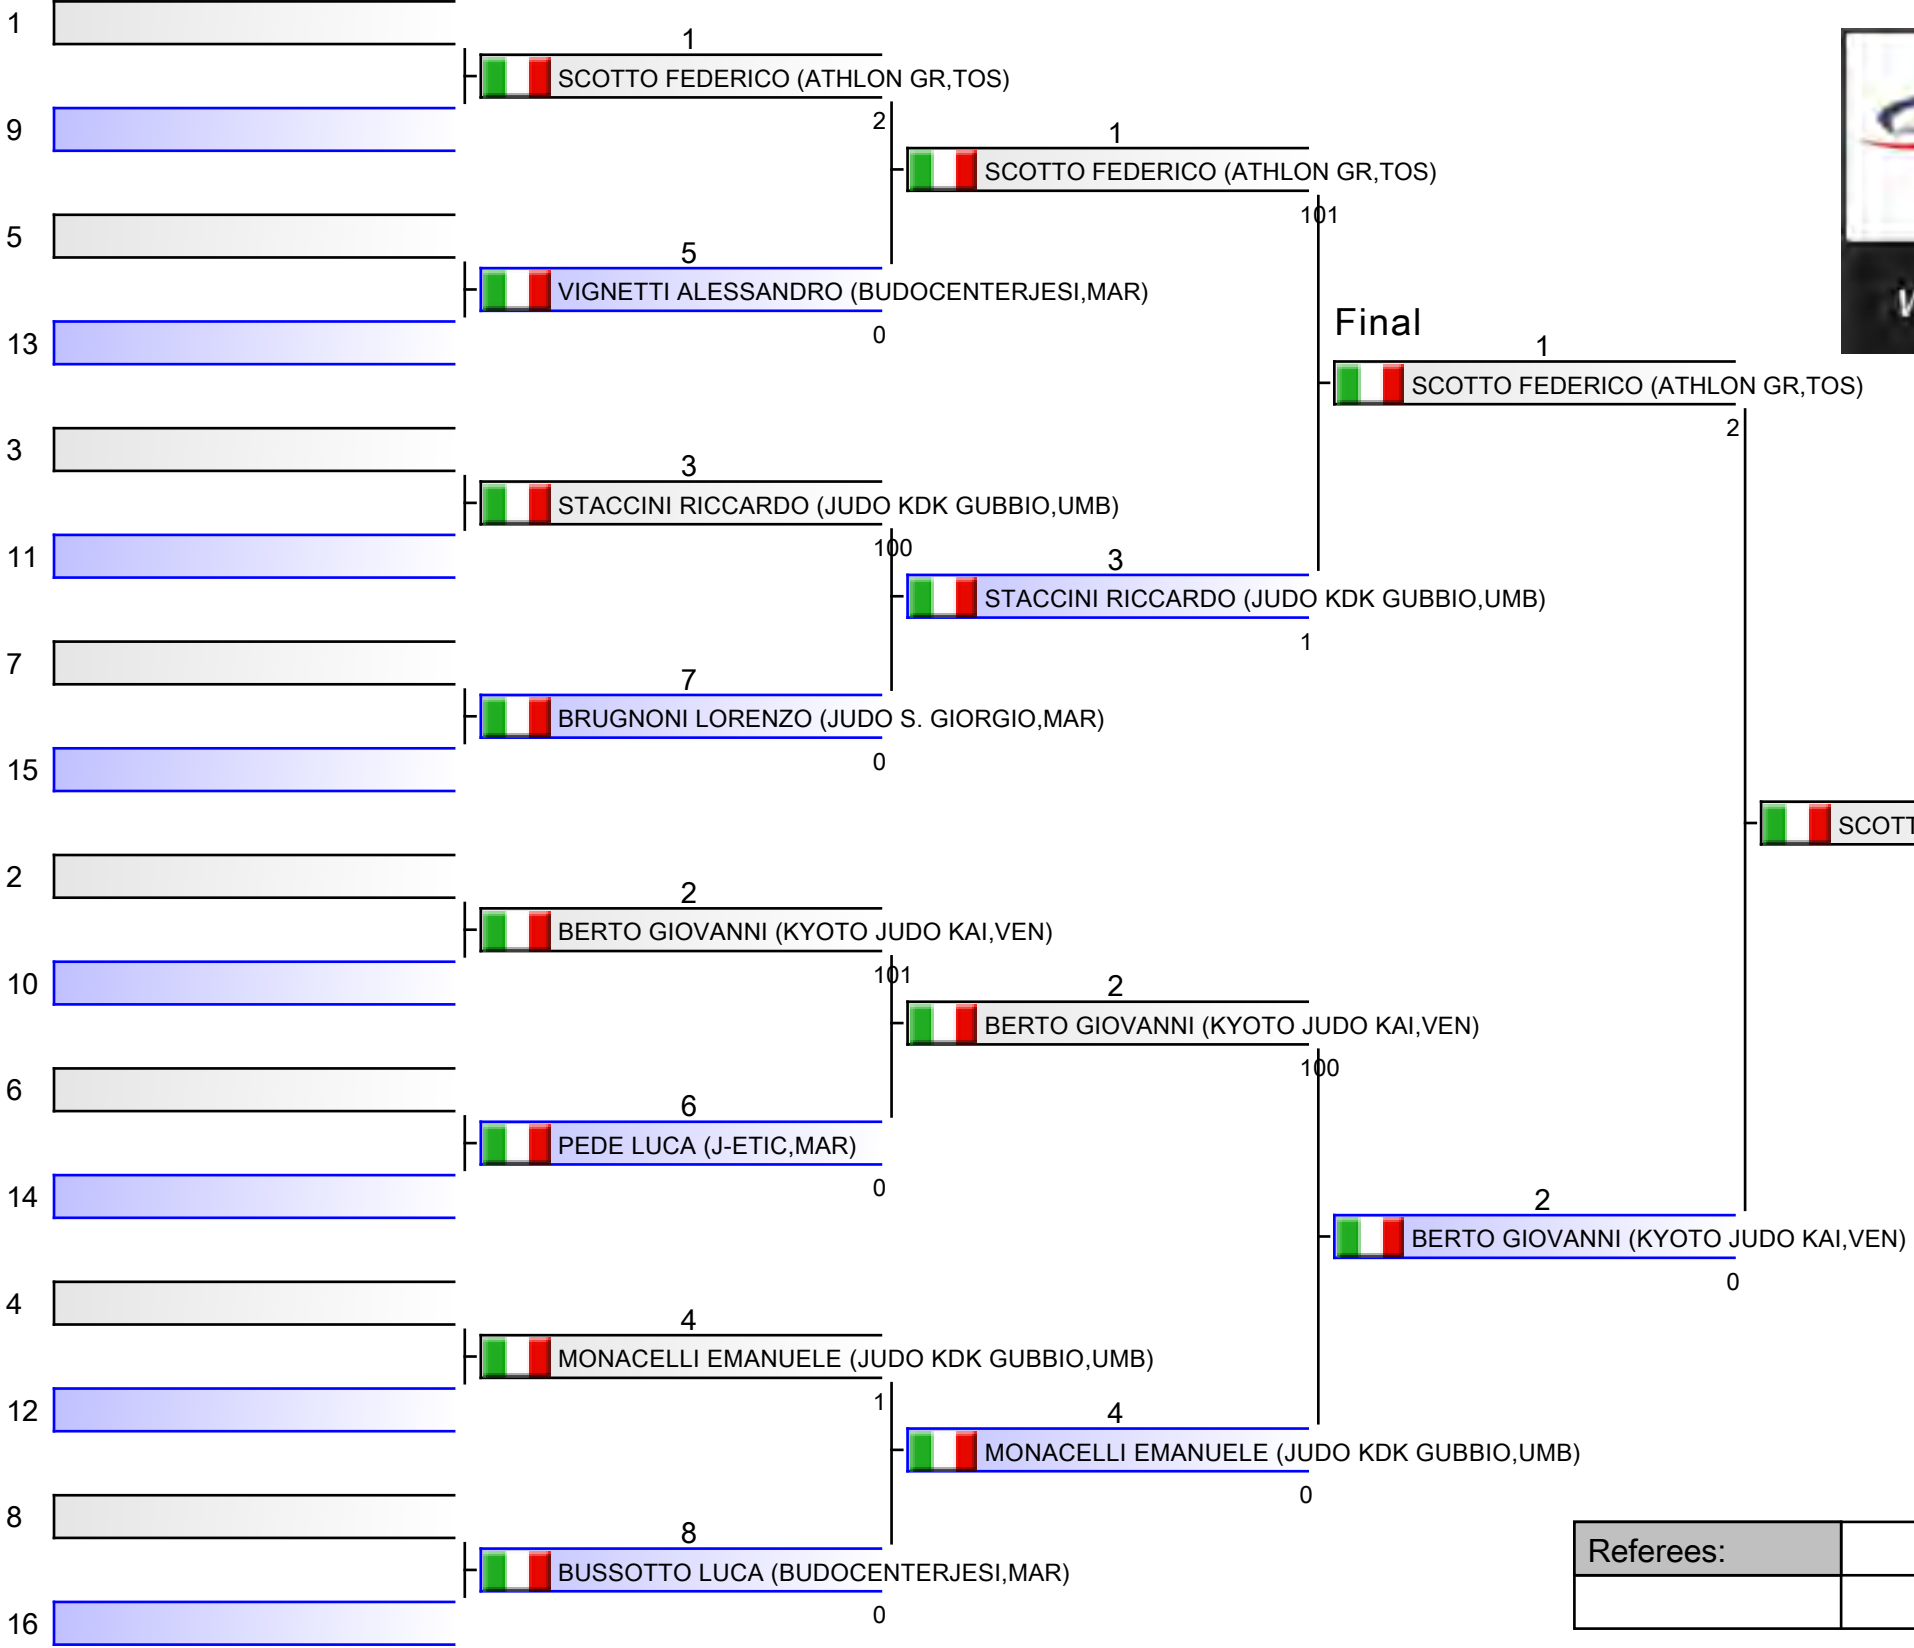 1
9
5
13
3
11
7
15
2
10
6
14
4
12
8
16
1
SCOTTO FEDERICO (ATHLON GR,TOS)
2
5
VIGNETTI ALESSANDRO (BUDOCENTERJESI,MAR)
0
3
STACCINI RICCARDO (JUDO KDK GUBBIO,UMB)
100
7
BRUGNONI LORENZO (JUDO S. GIORGIO,MAR)
0
2
BERTO GIOVANNI (KYOTO JUDO KAI,VEN)
101
6
PEDE LUCA (J-ETIC,MAR)
0
4
MONACELLI EMANUELE (JUDO KDK GUBBIO,UMB)
1
8
BUSSOTTO LUCA (BUDOCENTERJESI,MAR)
0
1
SCOTTO FEDERICO (ATHLON GR,TOS)
101
3
STACCINI RICCARDO (JUDO KDK GUBBIO,UMB)
1
2
BERTO GIOVANNI (KYOTO JUDO KAI,VEN)
100
4
MONACELLI EMANUELE (JUDO KDK GUBBIO,UMB)
0
Final
1
SCOTTO FEDERICO (ATHLON GR,TOS)
2
2
BERTO GIOVANNI (KYOTO JUDO KAI,VEN)
0
SCOTT
Referees: